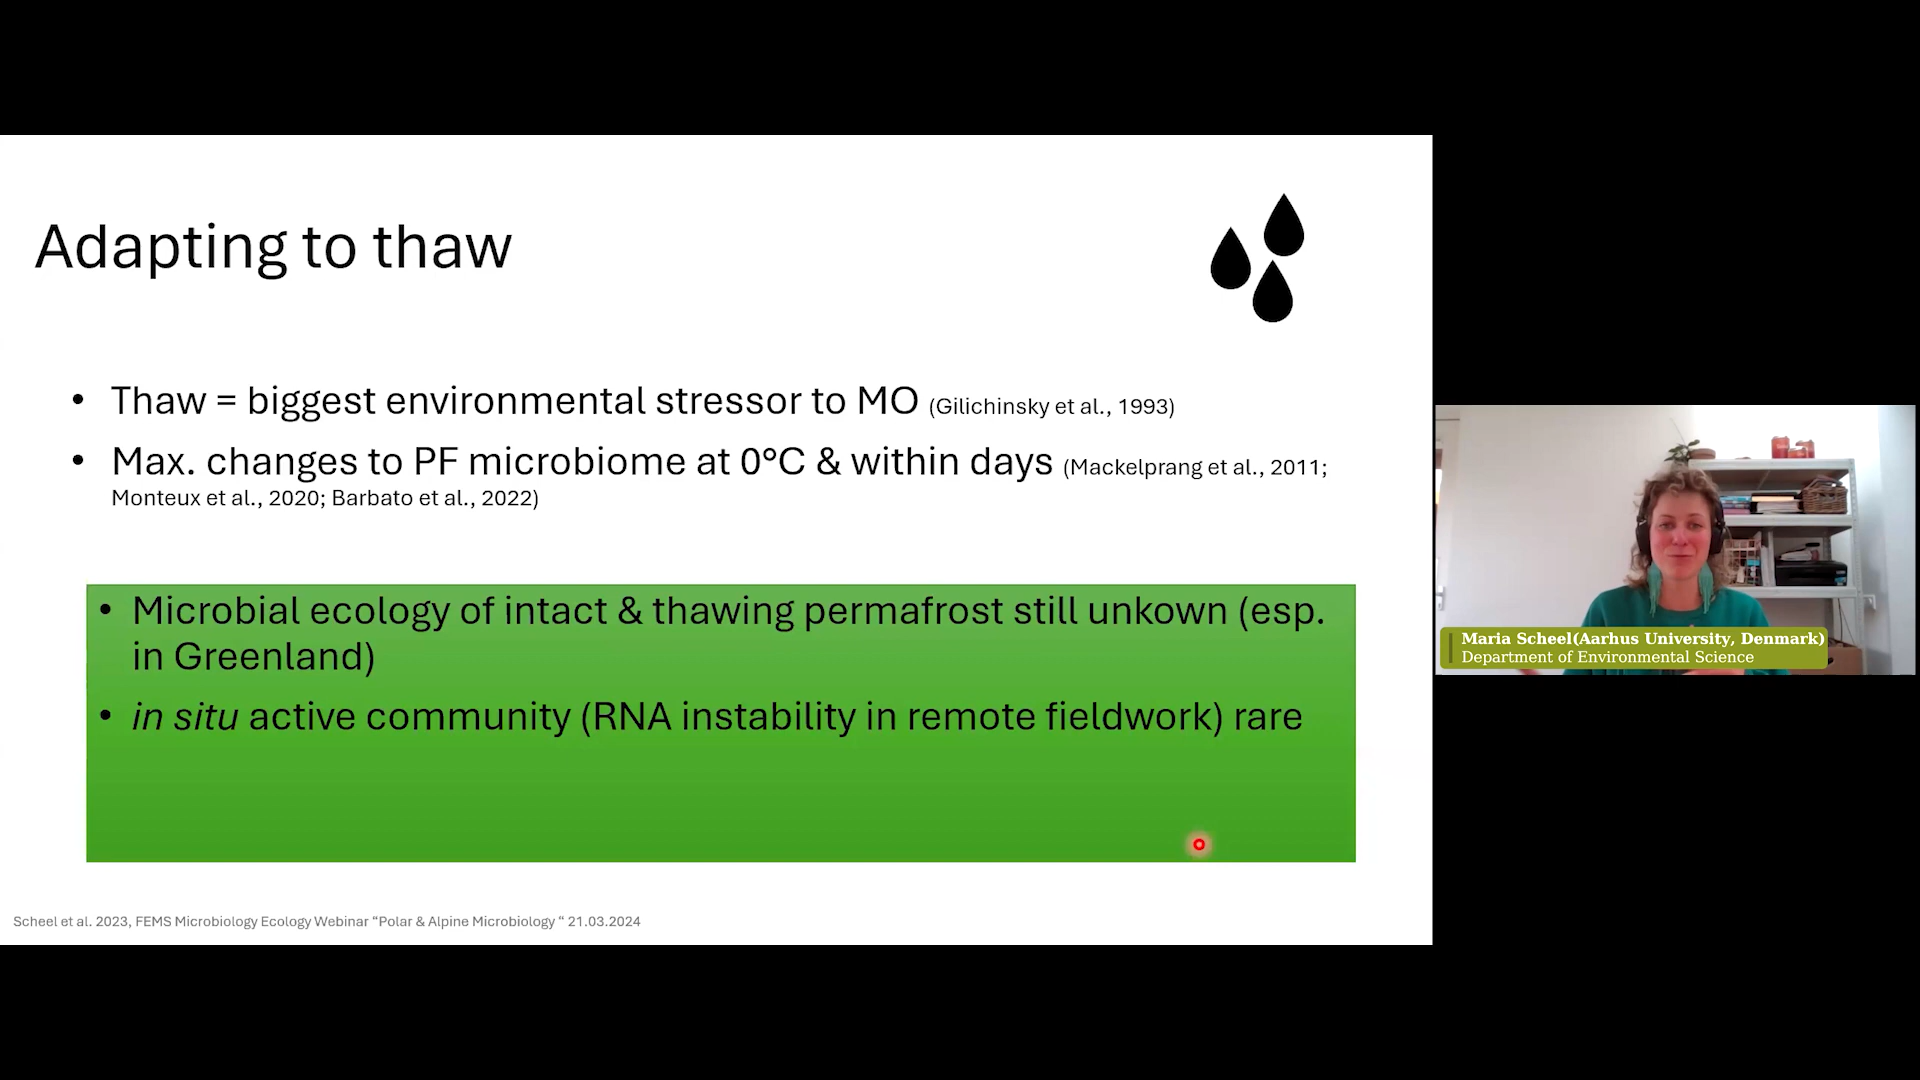 Adapting to thaw
• Thaw = biggest environmental stressor to MO (Gilichinsky et al., 1993)
• Max. changes to PF microbiome at 0°C & within days (Mackelprang et al., 2011;
Monteux et al., 2020; Barbato et al., 2022)
• Microbial ecology of intact & thawing permafrost still unkown (esp.
in Greenland)
• in situ active community (RNA instability in remote fieldwork) rare
Scheel et al. 2023, FEMS Microbiology Ecology Webinar “Polar & Alpine Microbiology “ 21.03.2024
Maria Scheel(Aarhus University, Denmark)
Department of Environmental Science